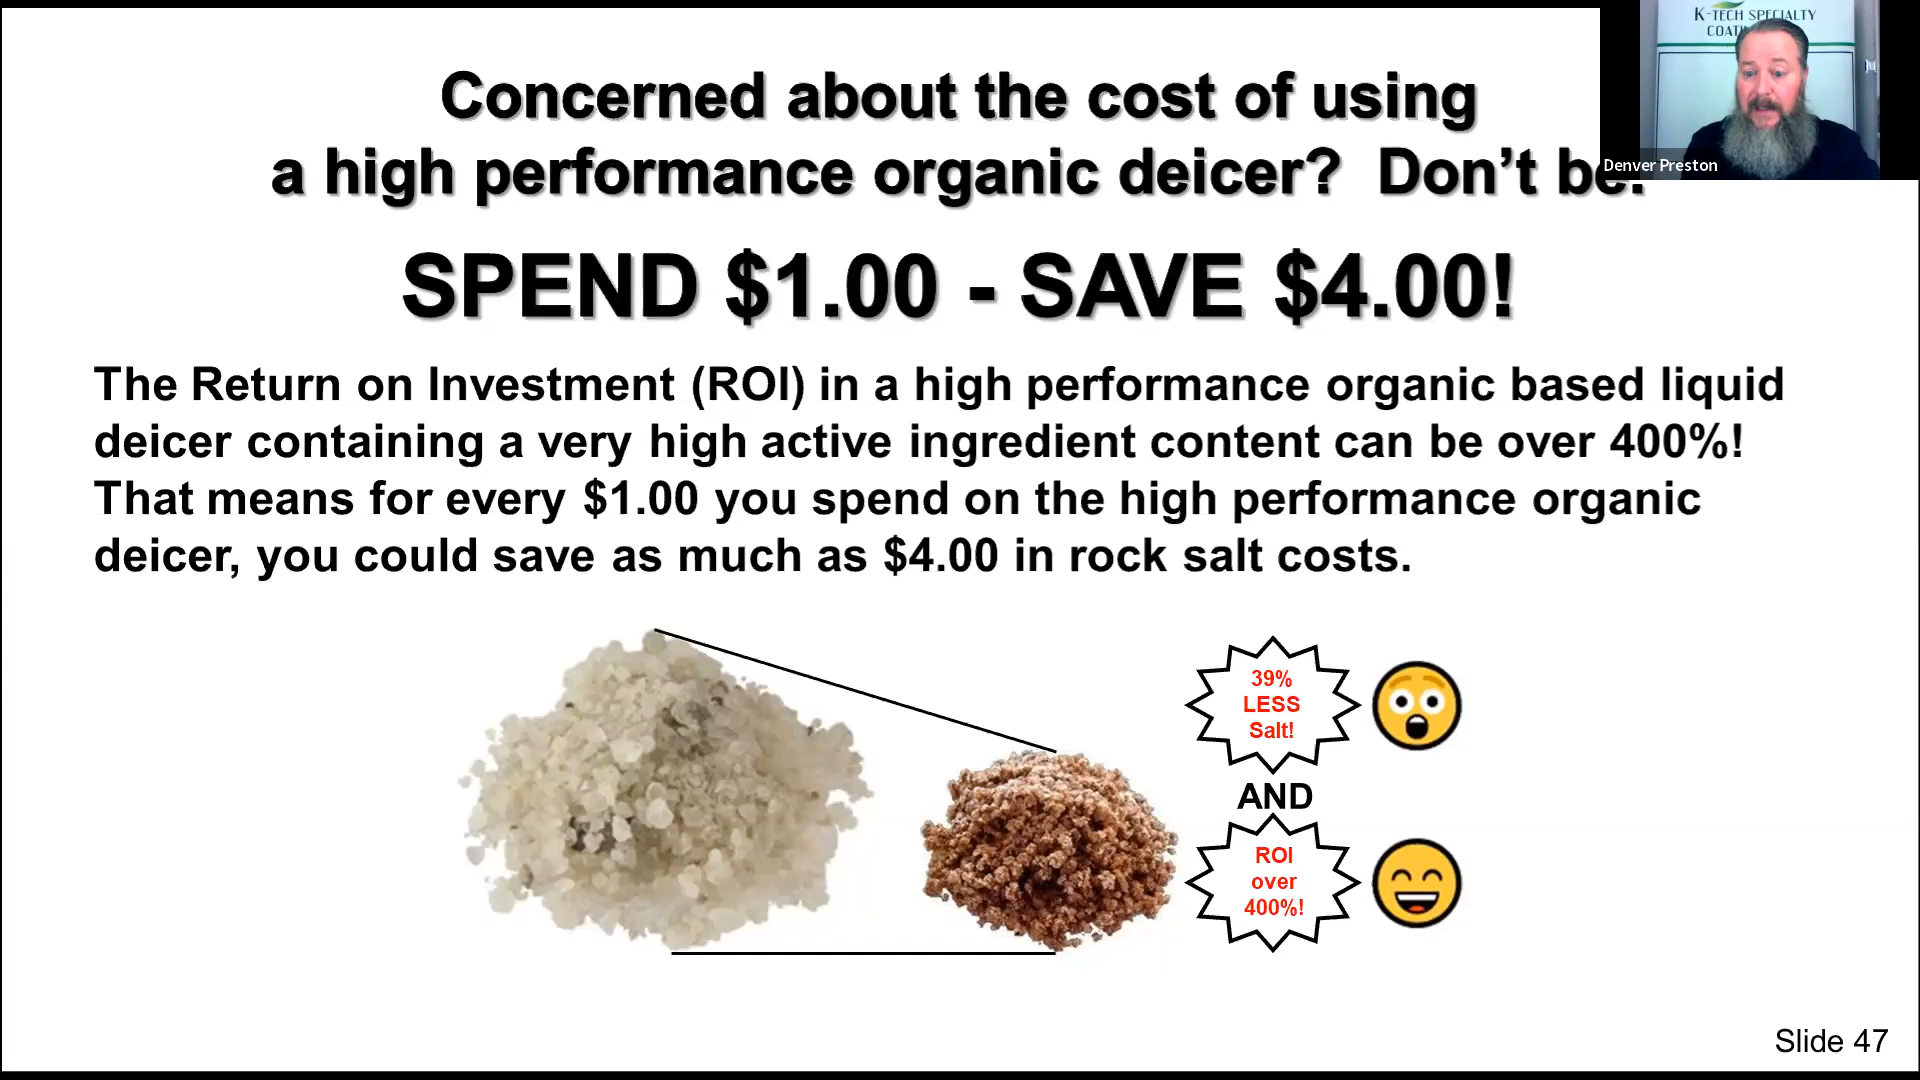 K-TECH SPECIALTY
Denver Preston
Concerned about the cost of using
a high performance organic deicer?  Don’t be!
SPEND $1.00 - SAVE $4.00!
The Return on Investment (ROI) in a high performance organic based liquid
deicer containing a very high active ingredient content can be over 400%!
That means for every $1.00 you spend on the high performance organic
deicer, you could save as much as $4.00 in rock salt costs.
39%
LESS
Salt!
AND
ROI
over
400%!
Slide 47